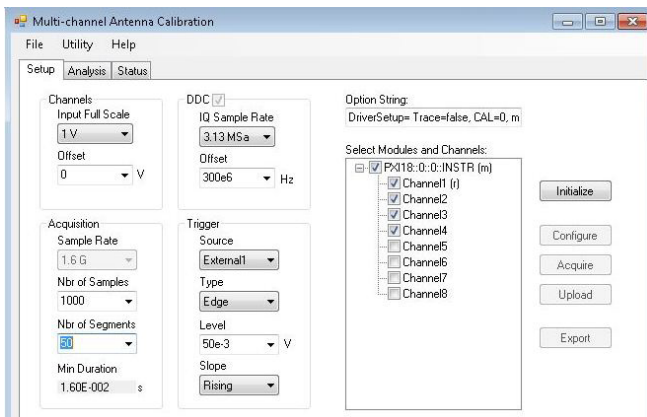 Multi-channel Antenna Calibration
File Utility Help
Setup Analysis Status
Channels
Input Full Scale
1 V
Offset
0 V
DDC
IQ Sample Rate
3.13 MSa
Offset
300e6 Hz
Acquisition
Sample Rate
1.6 G
Nbr of Samples
1000
Nbr of Segments
50
Min Duration
1.60E-002 s
Trigger
Source
External1
Type
Edge
Level
50e-3 V
Slope
Rising
Option String:
DriverSetup= Trace=false, CAL=0, m
Select Modules and Channels:
PXI18::0::0::INSTR (m)
Channel1 (r)
Channel2
Channel3
Channel4
Channel5
Channel6
Channel7
Channel8
Initialize
Configure
Acquire
Upload
Export